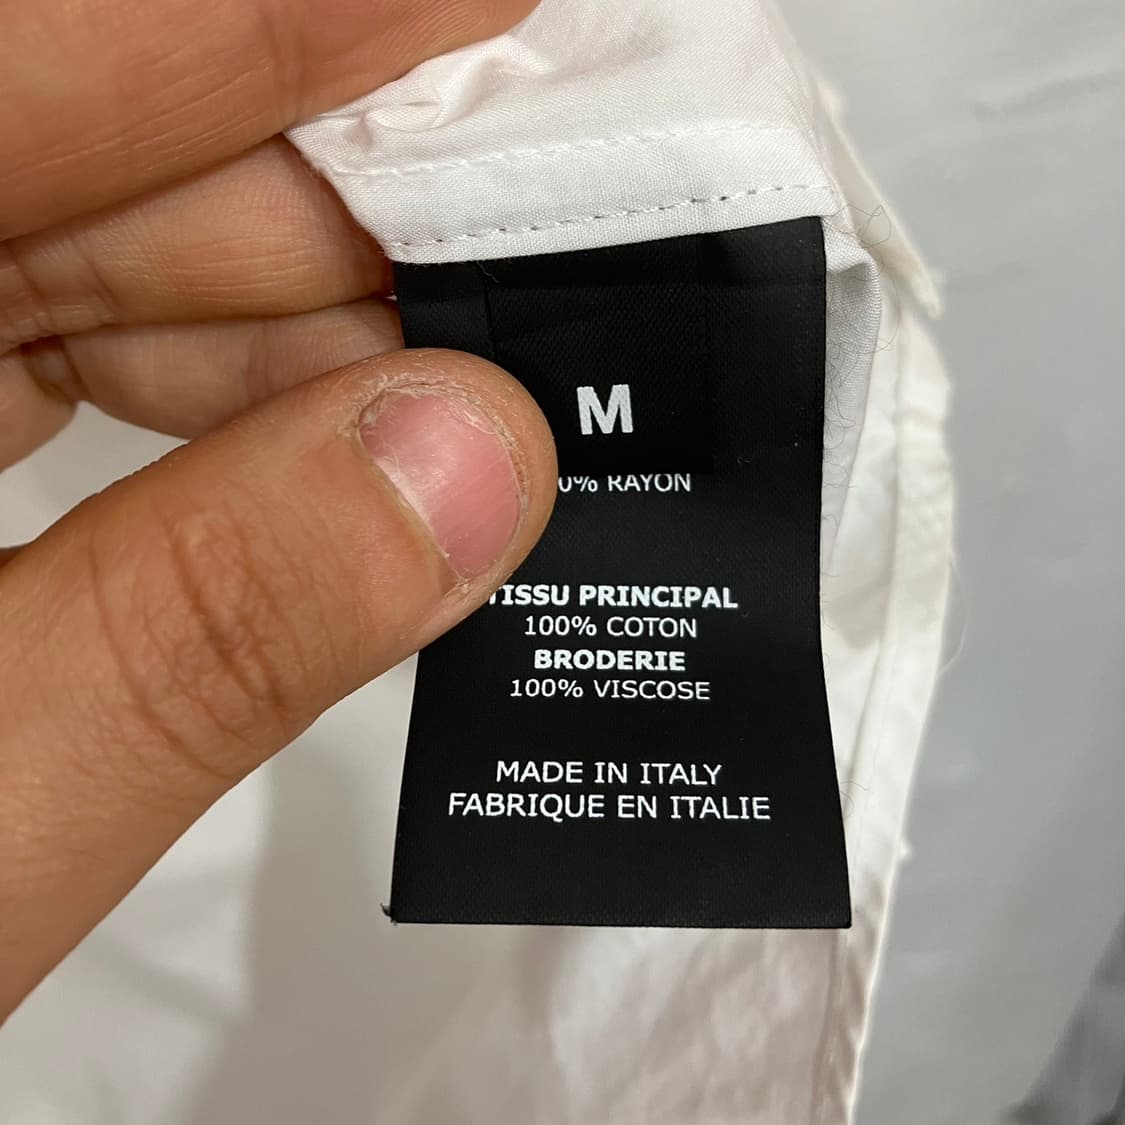 M
0% RAYON
TISSU PRINCIPAL
100% COTON
BRODERIE
100% VISCOSE
MADE IN ITALY
FABRIQUE EN ITALIE